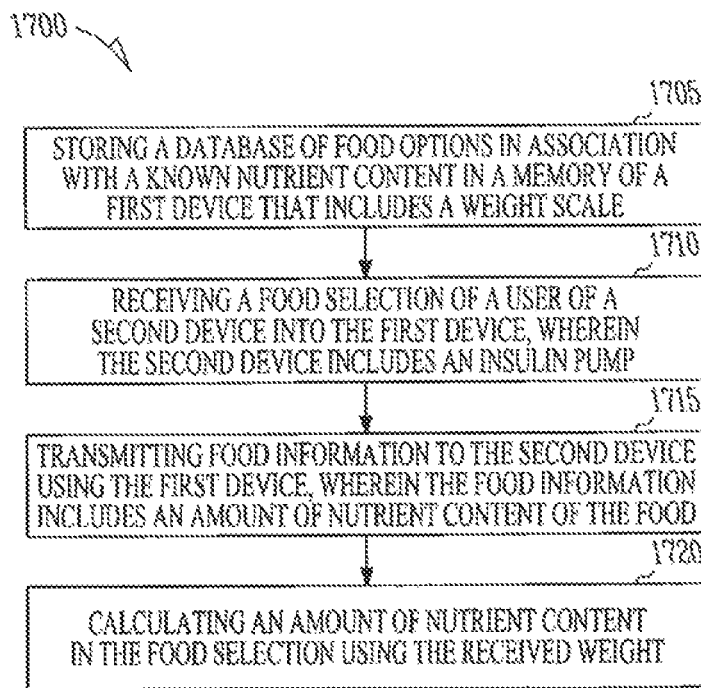 1700
1705
STORING A DATABASE OF FOOD OPTIONS IN ASSOCIATION
WITH A KNOWN NUTRIENT CONTENT IN A MEMORY OF A
FIRST DEVICE THAT INCLUDES A WEIGHT SCALE
1710
RECEIVING A FOOD SELECTION OF A USER OF A
SECOND DEVICE INTO THE FIRST DEVICE, WHEREIN
THE SECOND DEVICE INCLUDES AN INSULIN PUMP
1715
TRANSMITTING FOOD INFORMATION TO THE SECOND DEVICE
USING THE FIRST DEVICE, WHEREIN THE FOOD INFORMATION
INCLUDES AN AMOUNT OF NUTRIENT CONTENT OF THE FOOD
1720
CALCULATING AN AMOUNT OF NUTRIENT CONTENT
IN THE FOOD SELECTION USING THE RECEIVED WEIGHT